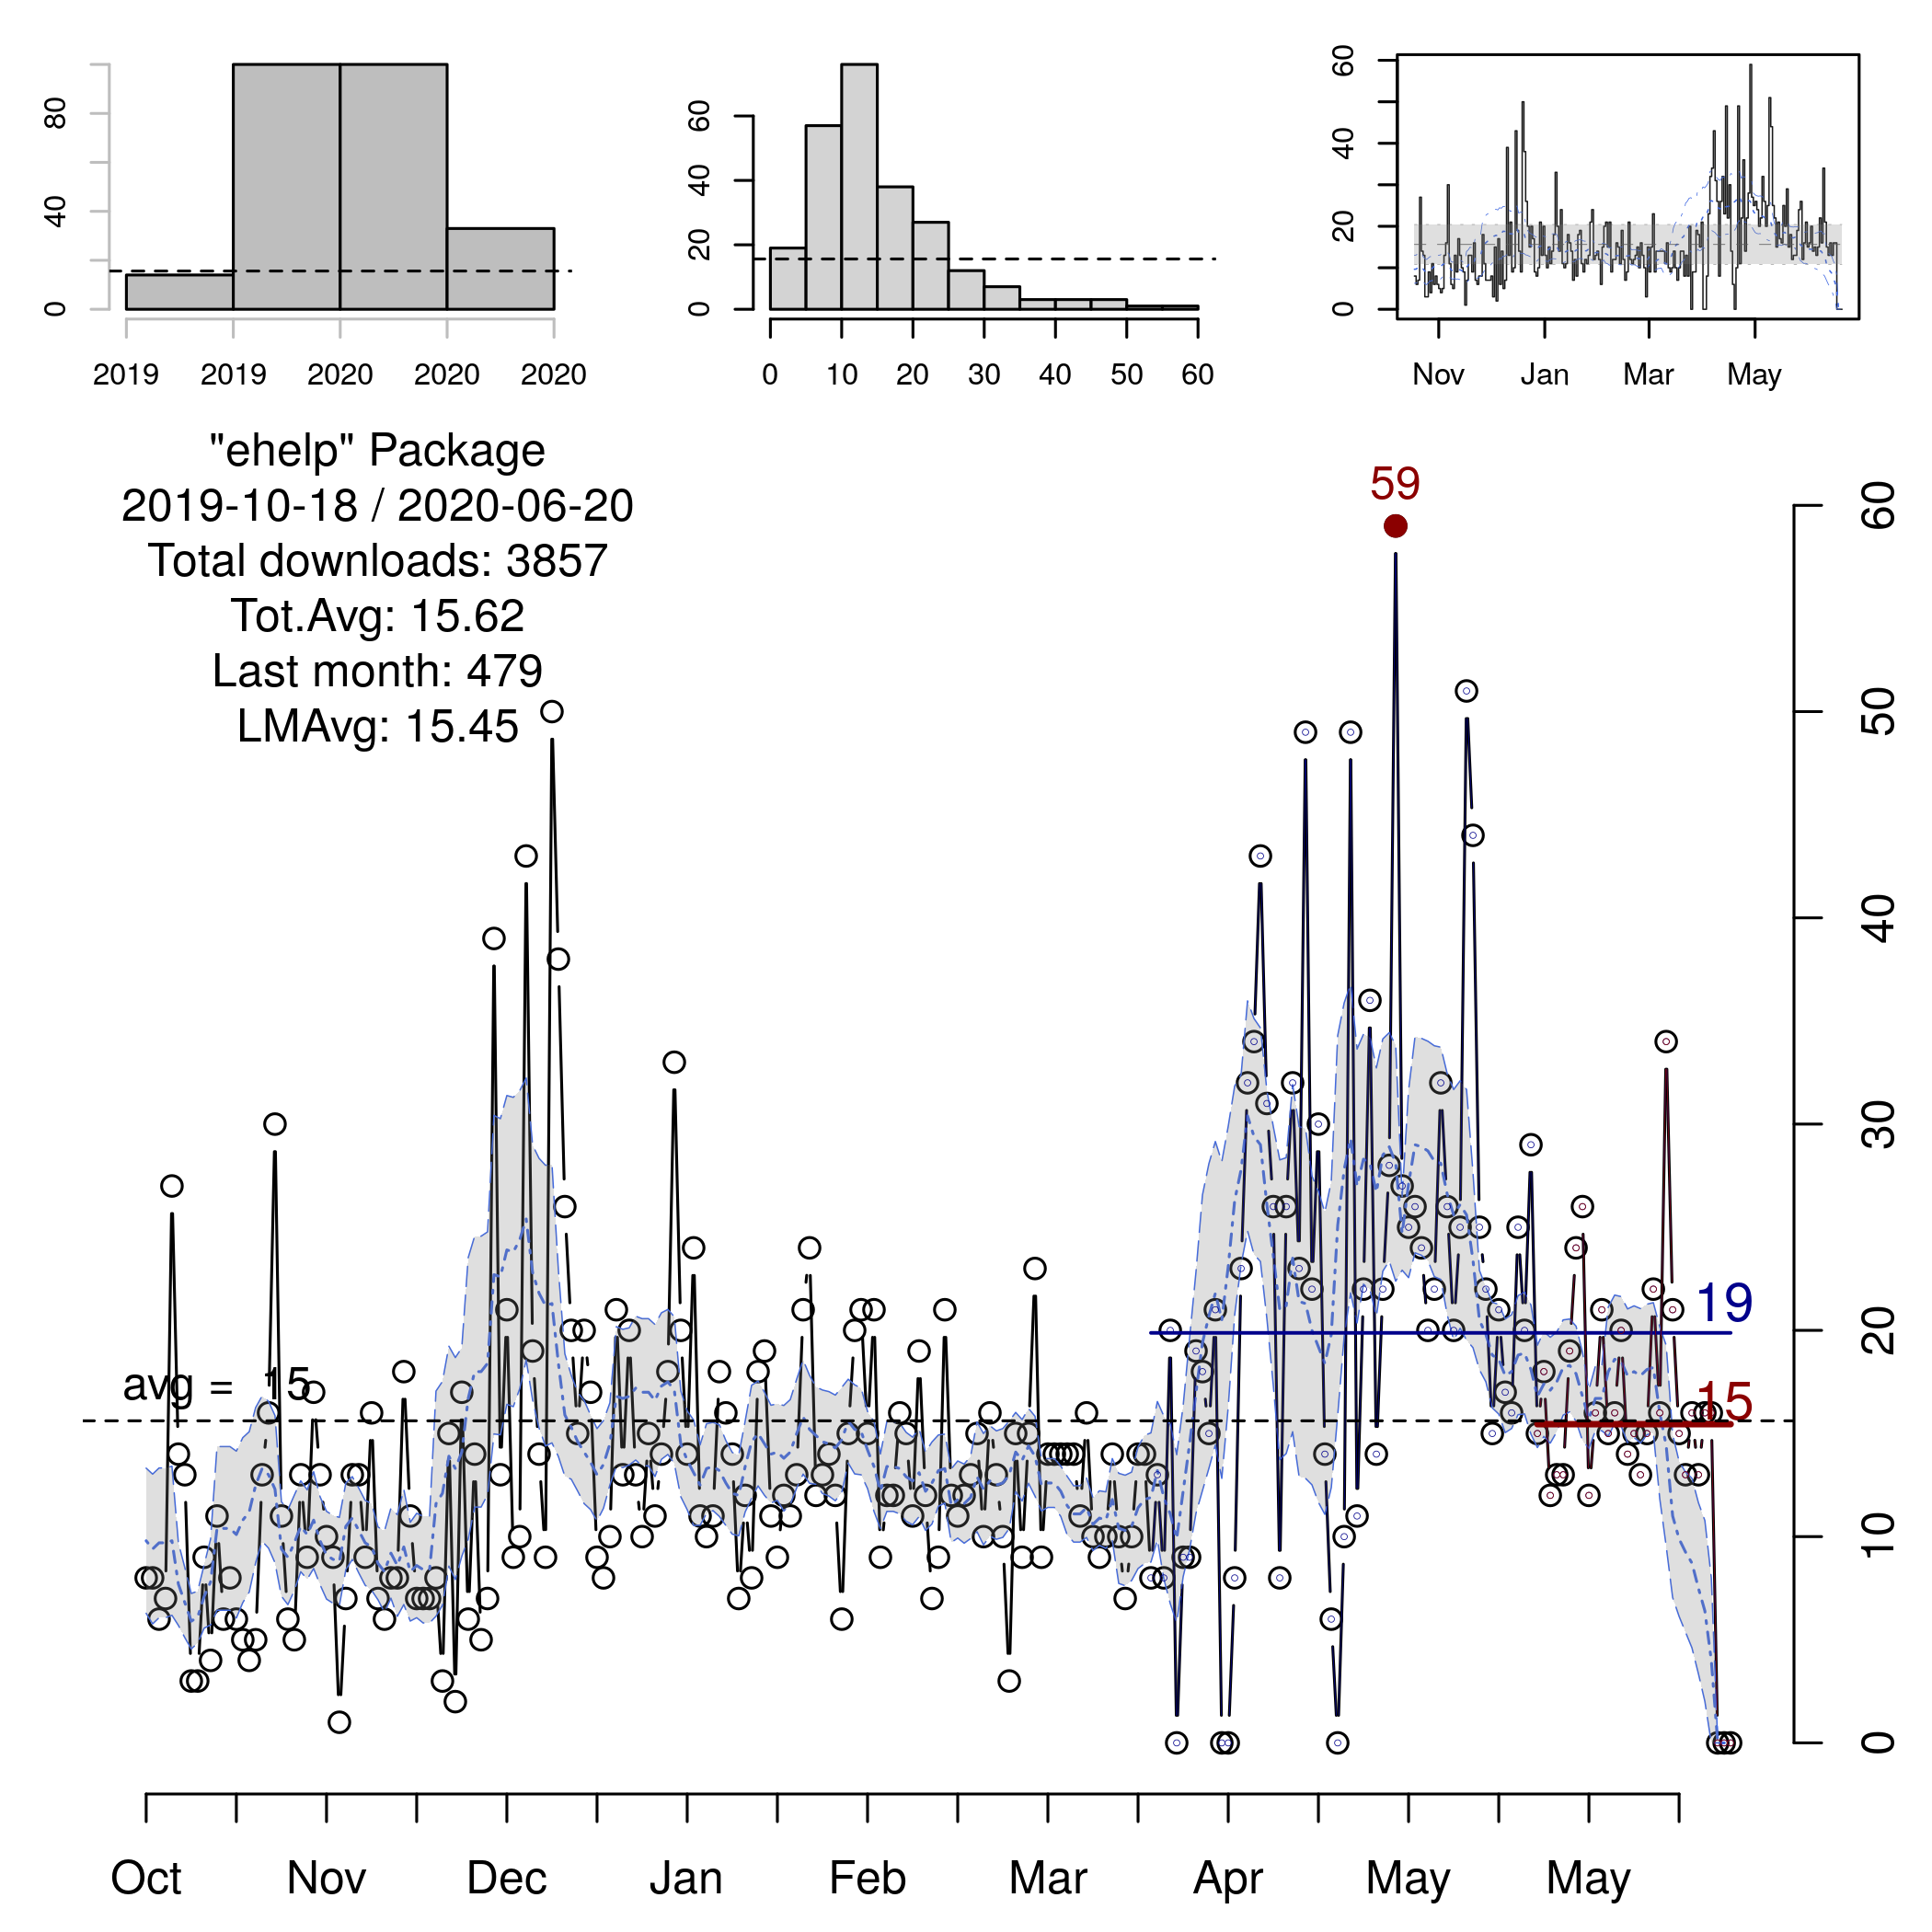 80
40
0
2019 2019 2020 2020 2020
60
40
20
0
0 10 20 30 40 50 60
60
40
20
0
Nov Jan Mar May
"ehelp" Package
2019-10-18 / 2020-06-20
Total downloads: 3857
Tot.Avg: 15.62
Last month: 479
LMAvg: 15.45
59
avg = 15
19
15
60
50
40
30
20
10
0
Oct Nov Dec Jan Feb Mar Apr May May